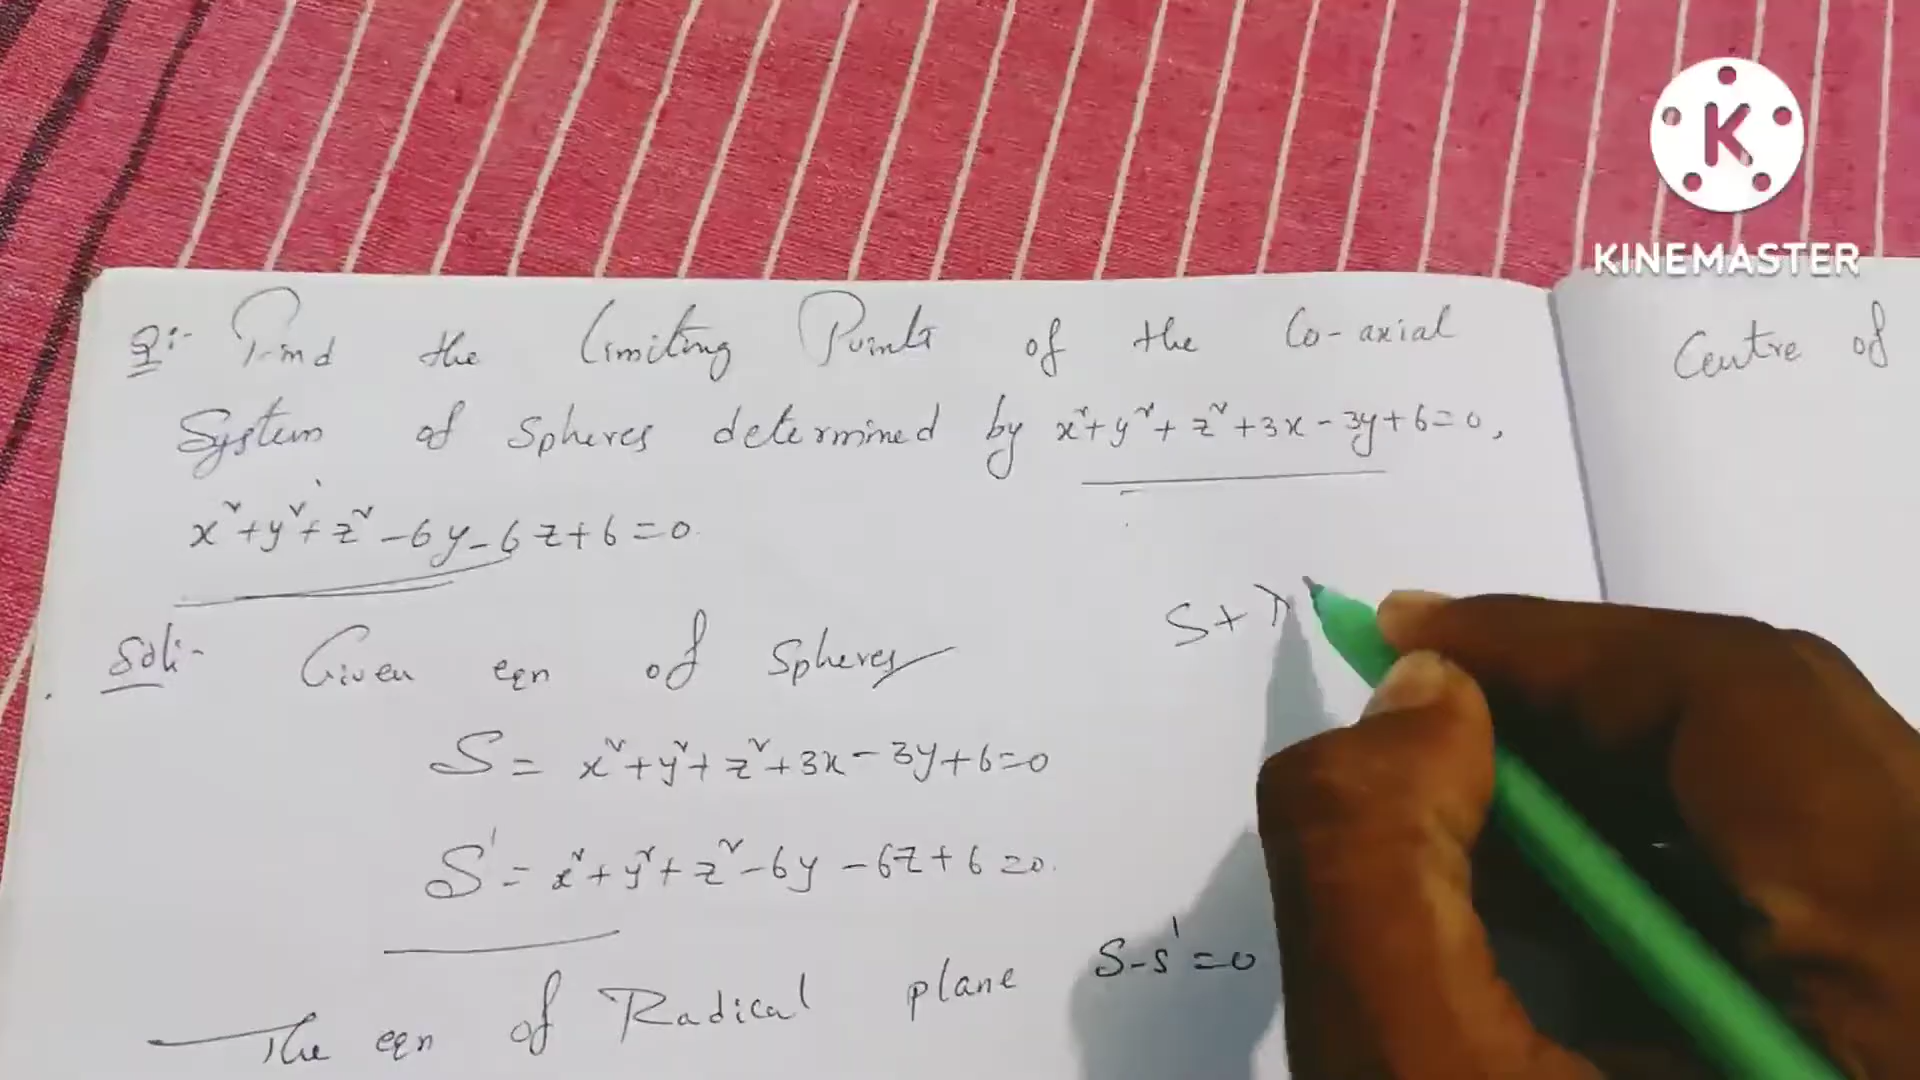 K
KINEMASTER
Q:- Find the limiting Points of the Co-axial
System of spheres determined by x²+y²+z²+3x-3y+6=0,
x²+y²+z²-6y-6z+6=0.
Sol:- Given eqn of spheres
S = x²+y²+z²+3x-3y+6=0
S' = x²+y²+z²-6y-6z+6=0.
The eqn of Radical plane S-S'=0
S+λ
Centre of